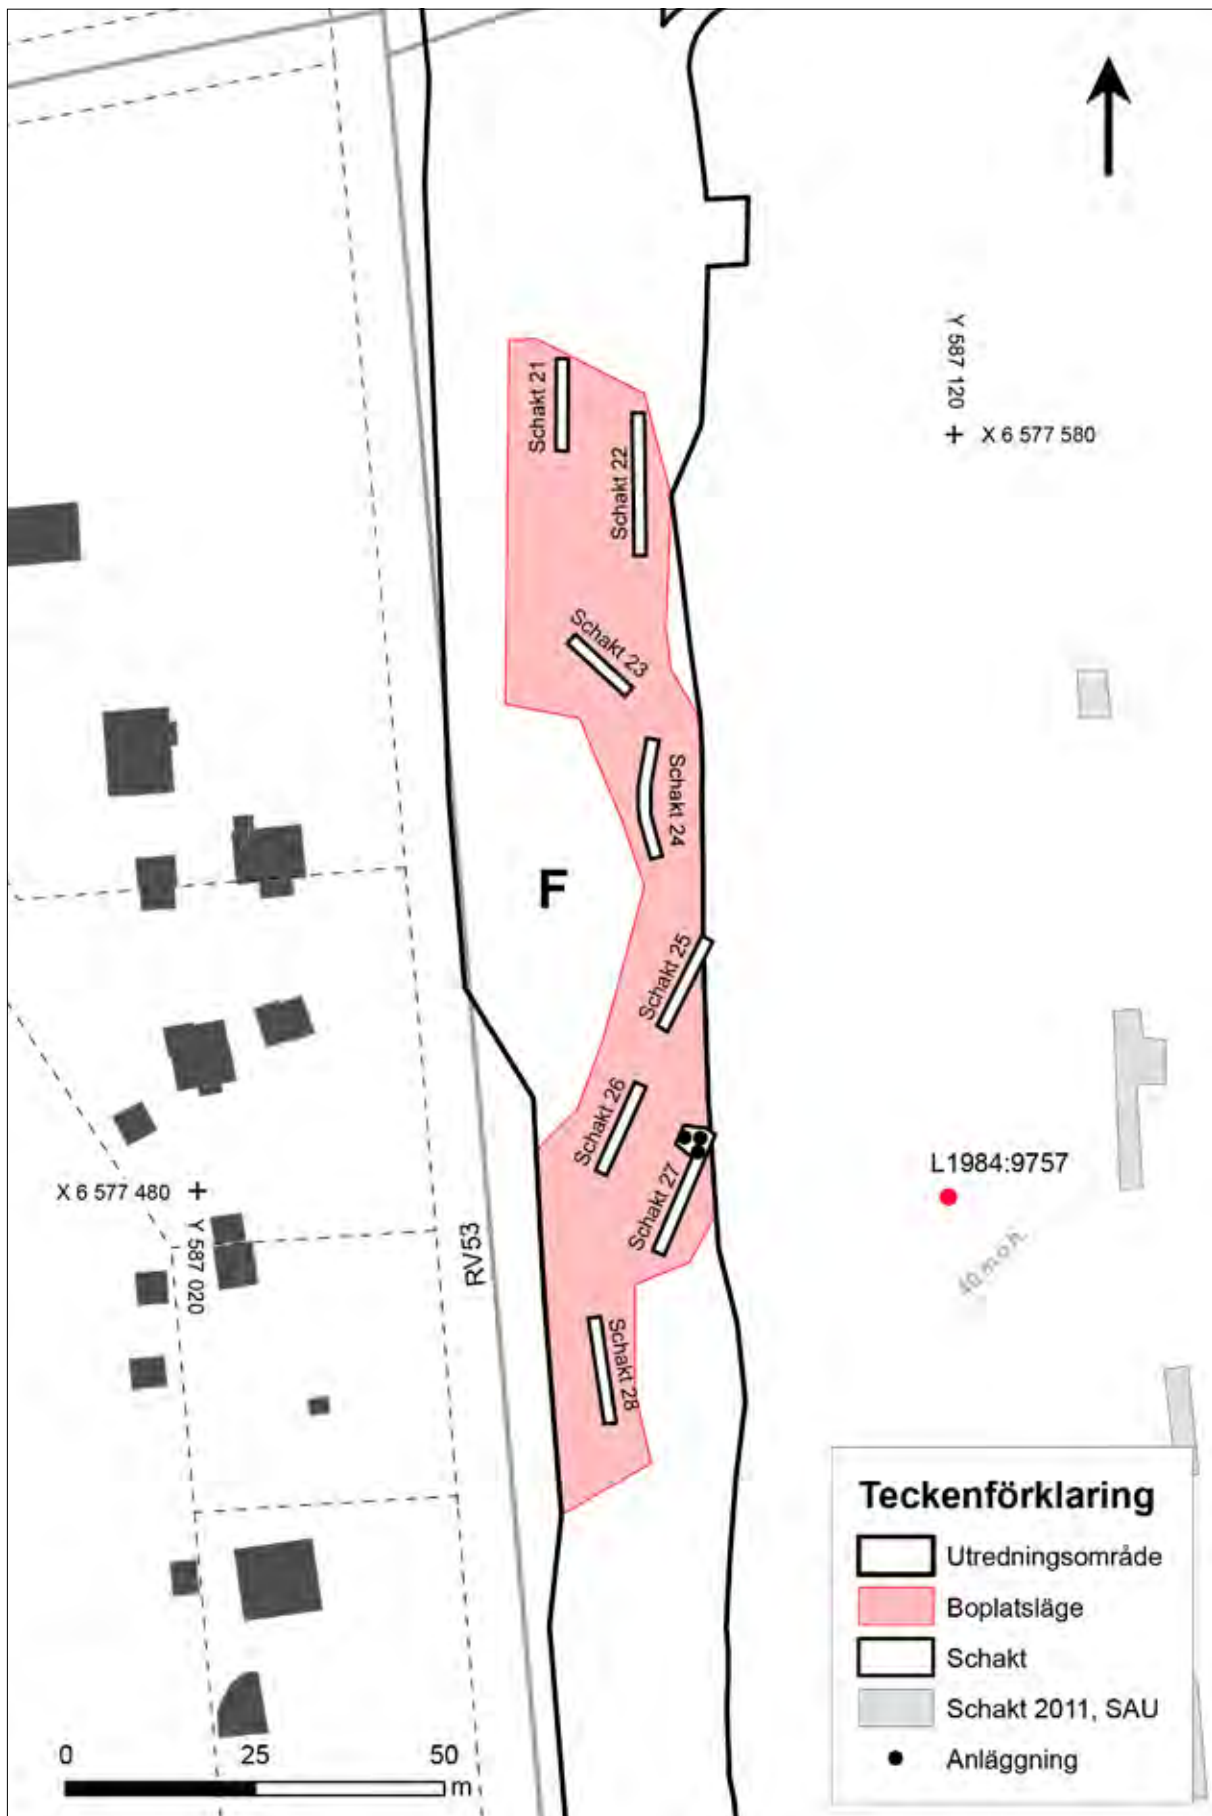 Schakt 21
Y 587 120
X 6 577 580
Schakt 22
Schakt 23
Schakt 24
F
Schakt 25
Schakt 26
L1984:9757
Schakt 27
X 6 577 480
Y 587 020
RV53
40 m ö h
Schakt 28
Teckenförklaring
Utredningsområde
Boplatsläge
Schakt
Schakt 2011, SAU
Anläggning
0 25 50
m